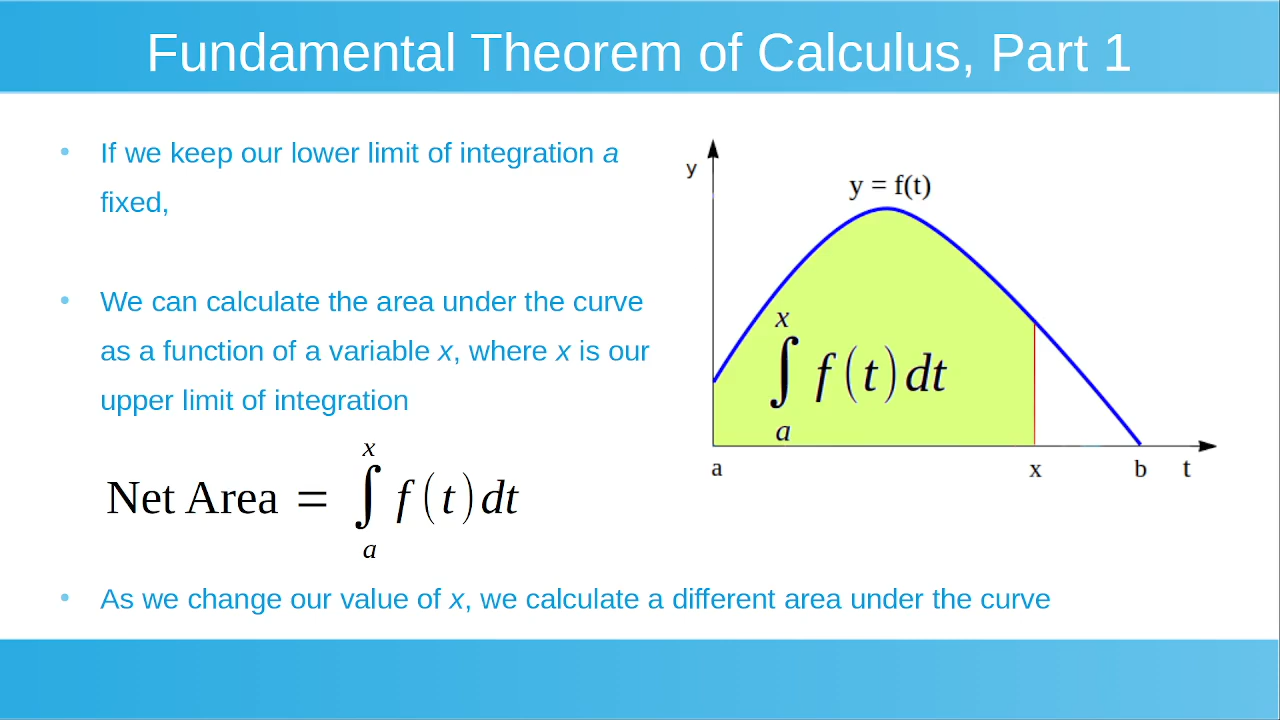 Fundamental Theorem of Calculus, Part 1
• If we keep our lower limit of integration a
fixed,
• We can calculate the area under the curve
as a function of a variable x, where x is our
upper limit of integration
x
Net Area = ∫ f (t) dt
a
• As we change our value of x, we calculate a different area under the curve
y
y = f(t)
x
∫ f (t) dt
a
a x b t